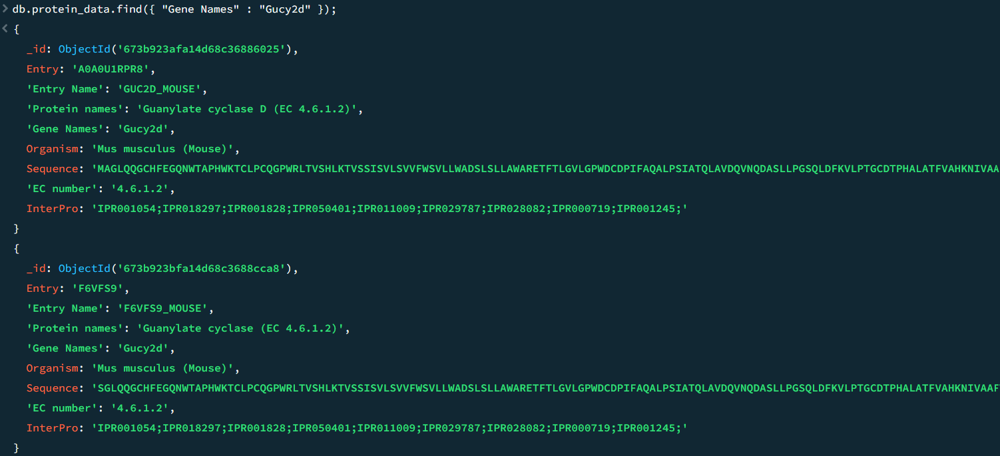 > db.protein_data.find({ "Gene Names" : "Gucy2d" });
< {
_id: ObjectId('673b923afa14d68c36886025'),
Entry: 'A0A0U1RPR8',
'Entry Name': 'GUC2D_MOUSE',
'Protein names': 'Guanylate cyclase D (EC 4.6.1.2)',
'Gene Names': 'Gucy2d',
Organism: 'Mus musculus (Mouse)',
Sequence: 'MAGLQQGCHFEGQNWTAPHWKTCLPCQGPWRLTVSHLKTVSSISVLSVVFWSVLLWADSLSLLAWARETFTLGVLGPWDCDPIFAQALPSIATQLAVDQVNQDASLLPGSQLDFKVLPTGCDTPHALATFVAHKNIVAA
'EC number': '4.6.1.2',
InterPro: 'IPR001054;IPR018297;IPR001828;IPR050401;IPR011009;IPR029787;IPR028082;IPR000719;IPR001245;'
}
{
_id: ObjectId('673b923bfa14d68c3688cca8'),
Entry: 'F6VFS9',
'Entry Name': 'F6VFS9_MOUSE',
'Protein names': 'Guanylate cyclase (EC 4.6.1.2)',
'Gene Names': 'Gucy2d',
Organism: 'Mus musculus (Mouse)',
Sequence: 'SGLQQGCHFEGQNWTAPHWKTCLPCQGPWRLTVSHLKTVSSISVLSVVFWSVLLWADSLSLLAWARETFTLGVLGPWDCDPIFAQALPSIATQLAVDQVNQDASLLPGSQLDFKVLPTGCDTPHALATFVAHKNIVAAF
'EC number': '4.6.1.2',
InterPro: 'IPR001054;IPR018297;IPR001828;IPR050401;IPR011009;IPR029787;IPR028082;IPR000719;IPR001245;'
}